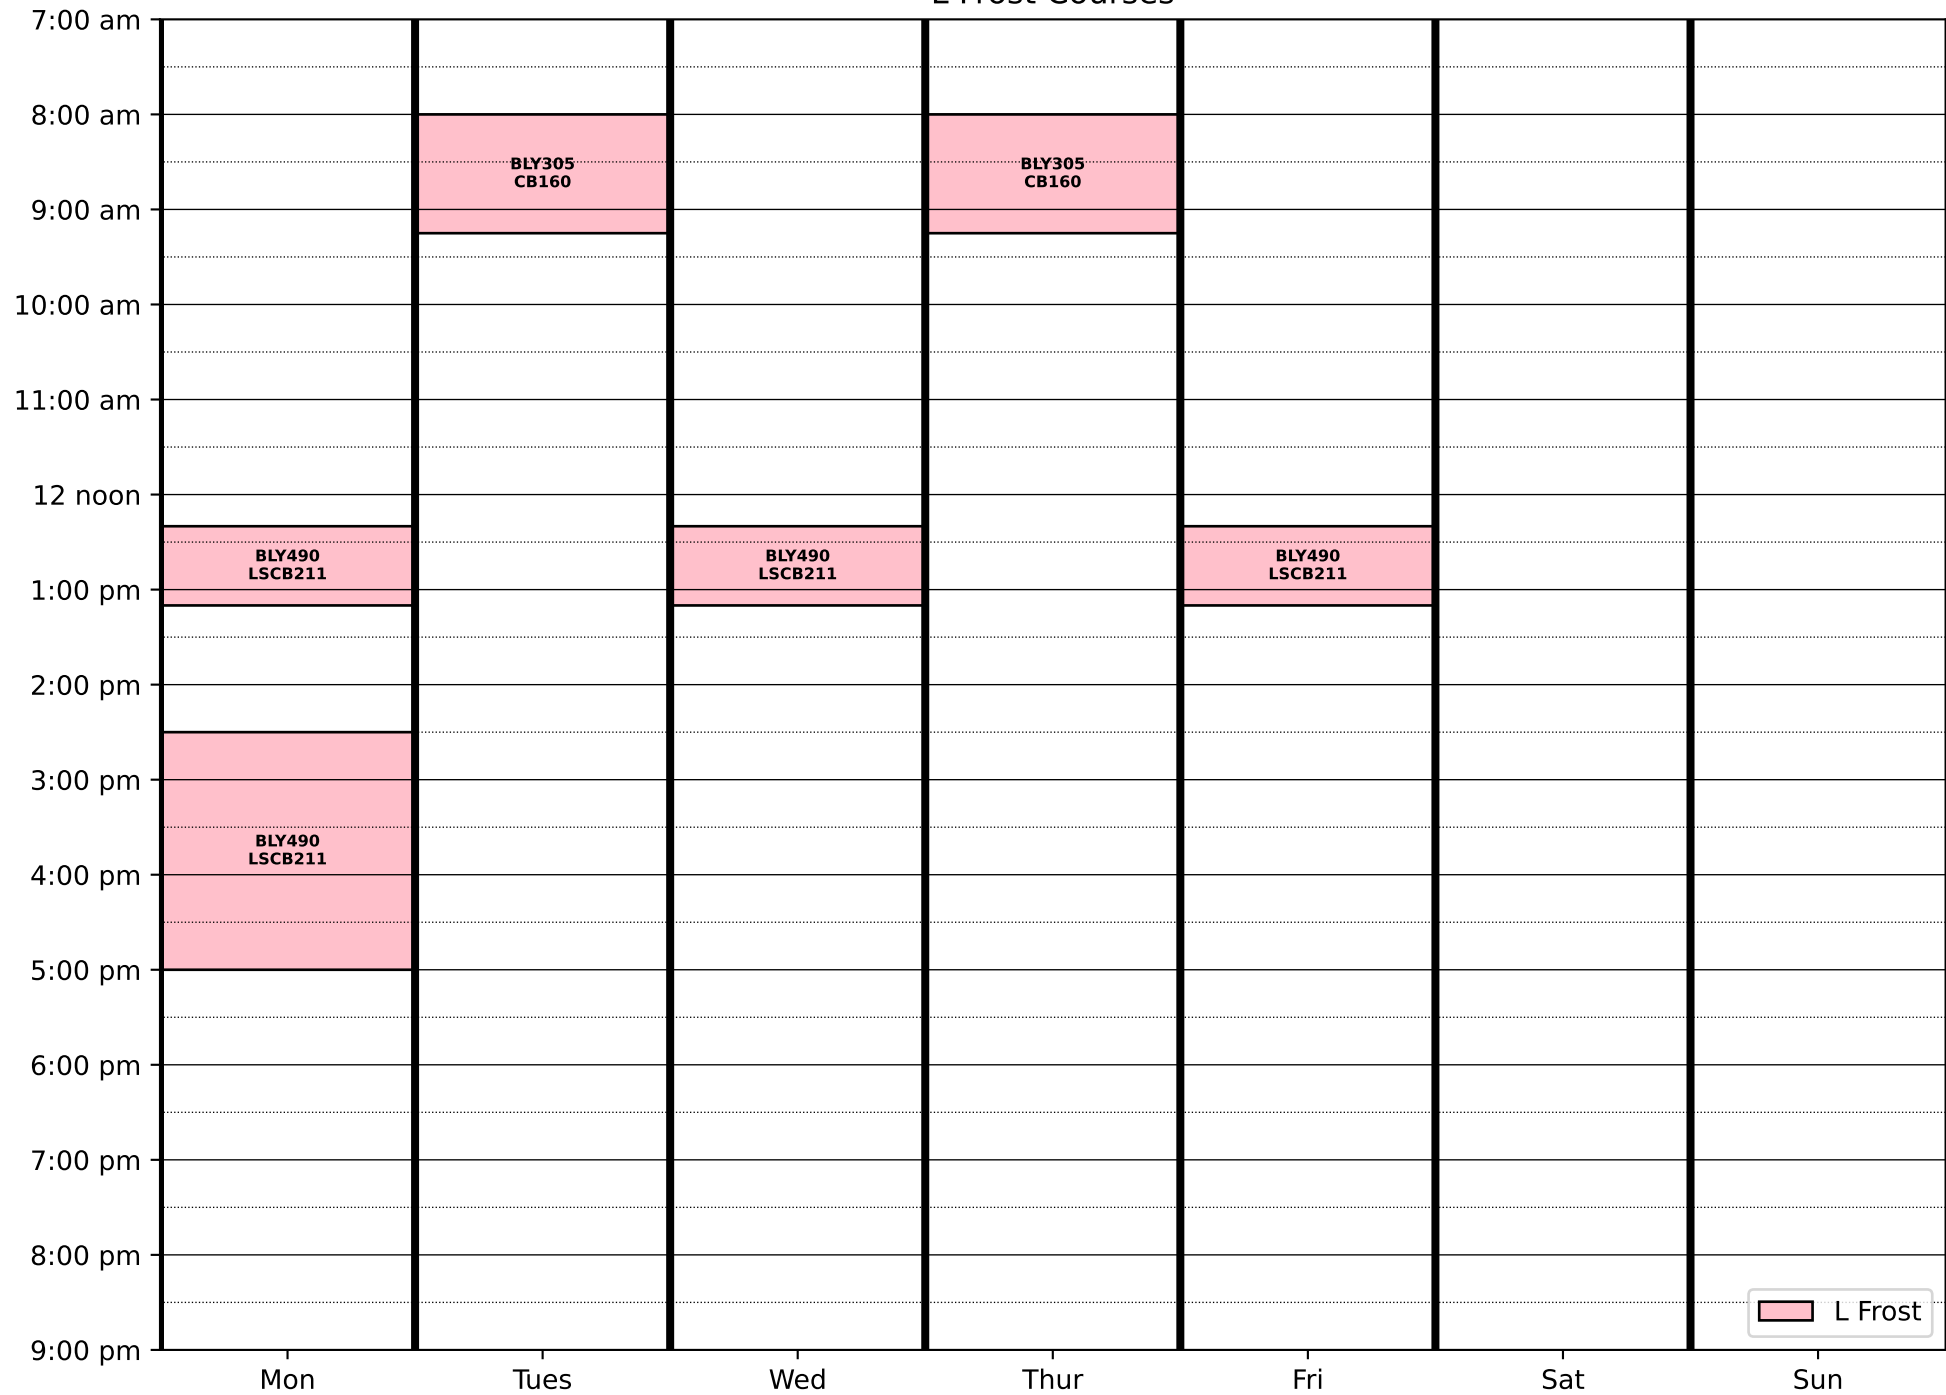 L Frost Courses
7:00 am
8:00 am
BLY305
CB160
BLY305
CB160
9:00 am
10:00 am
11:00 am
12 noon
BLY490
LSCB211
BLY490
LSCB211
BLY490
LSCB211
1:00 pm
2:00 pm
3:00 pm
BLY490
LSCB211
4:00 pm
5:00 pm
6:00 pm
7:00 pm
8:00 pm
L Frost
9:00 pm
Mon
Tues
Wed
Thur
Fri
Sat
Sun